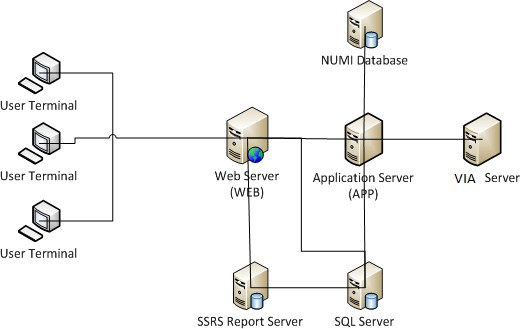 NUMI Database
User Terminal
User Terminal
Web Server
(WEB)
Application Server
(APP)
VIA Server
User Terminal
SSRS Report Server
SQL Server